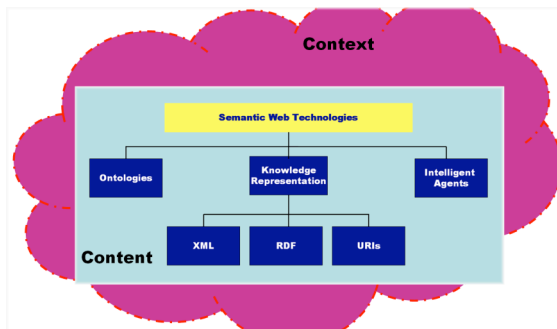 Context
Semantic Web Technologies
Ontologies
Knowledge
Representation
Intelligent
Agents
XML
RDF
URIs
Content